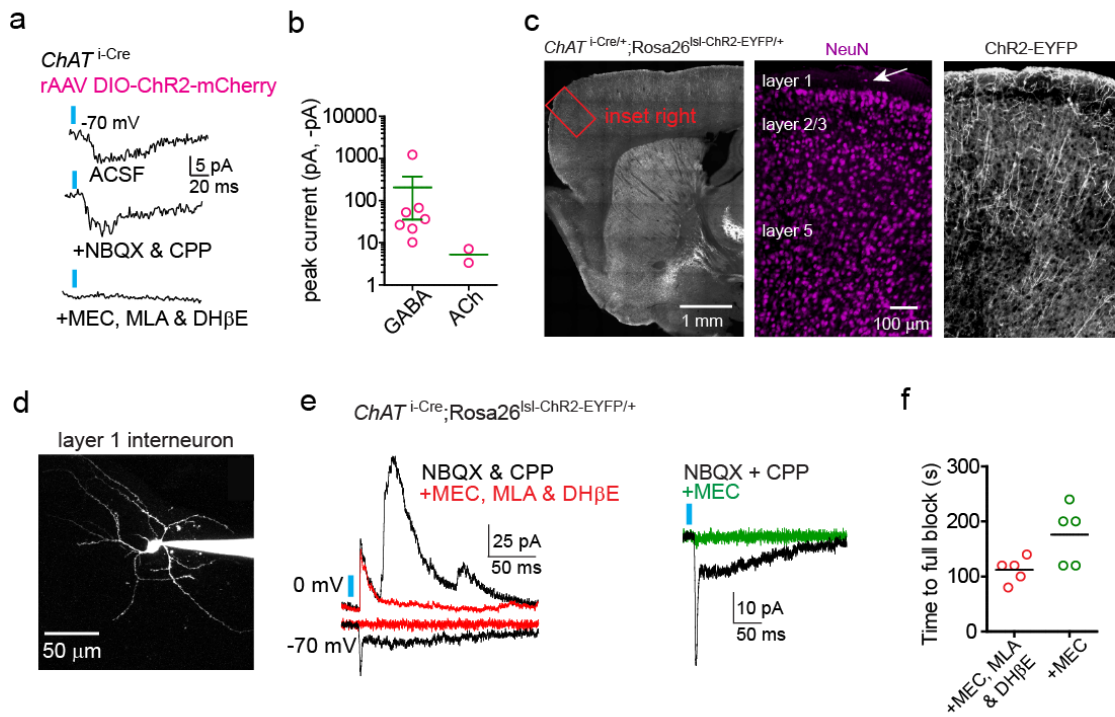 a
ChAT i-Cre
rAAV DIO-ChR2-mCherry
-70 mV
ACSF
5 pA
20 ms
+NBQX & CPP
+MEC, MLA & DHβE
b
peak current (pA, -pA)
10000
1000
100
10
1
GABA
ACh
c
ChAT i-Cre/+;Rosa26lsl-ChR2-EYFP/+
inset right
1 mm
NeuN
layer 1
layer 2/3
layer 5
100 μm
ChR2-EYFP
d
layer 1 interneuron
50 μm
e
ChAT i-Cre;Rosa26lsl-ChR2-EYFP/+
NBQX & CPP
+MEC, MLA & DHβE
25 pA
50 ms
0 mV
-70 mV
NBQX + CPP
+MEC
10 pA
50 ms
f
Time to full block (s)
300
200
100
0
+MEC, MLA
& DHβE
+MEC